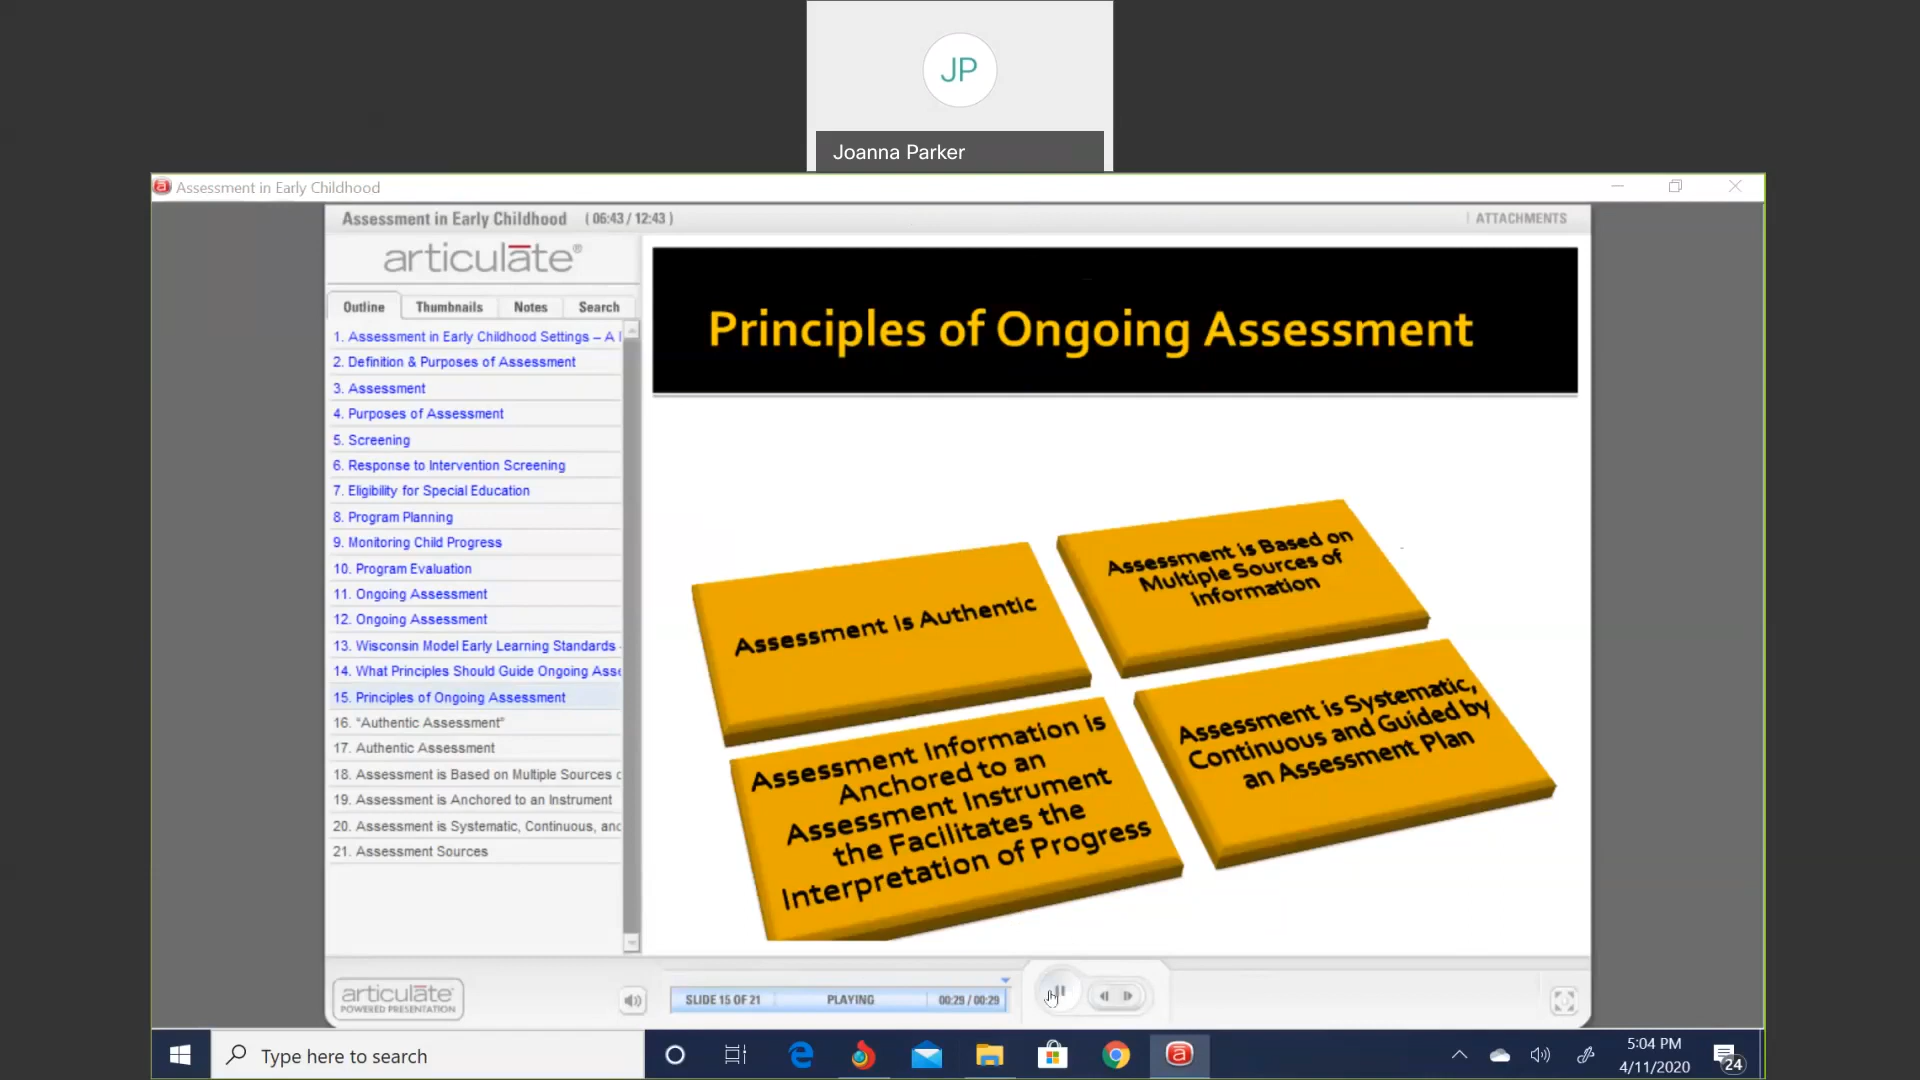 JP
Joanna Parker
Assessment in Early Childhood
Assessment in Early Childhood ( 06:43 / 12:43 )
ATTACHMENTS
articulate®
Outline
Thumbnails
Notes
Search
1. Assessment in Early Childhood Settings – A
2. Definition & Purposes of Assessment
3. Assessment
4. Purposes of Assessment
5. Screening
6. Response to Intervention Screening
7. Eligibility for Special Education
8. Program Planning
9. Monitoring Child Progress
10. Program Evaluation
11. Ongoing Assessment
12. Ongoing Assessment
13. Wisconsin Model Early Learning Standards -
14. What Principles Should Guide Ongoing Asse
15. Principles of Ongoing Assessment
16. "Authentic Assessment"
17. Authentic Assessment
18. Assessment is Based on Multiple Sources o
19. Assessment is Anchored to an Instrument
20. Assessment is Systematic, Continuous, and
21. Assessment Sources
Principles of Ongoing Assessment
Assessment is Authentic
Assessment is Based on
Multiple Sources of
Information
Assessment Information is
Anchored to an
Assessment Instrument
the Facilitates the
Interpretation of Progress
Assessment is Systematic,
Continuous and Guided by
an Assessment Plan
articulate®
POWERED PRESENTATION
SLIDE 15 OF 21
PLAYING
00:29 / 00:29
Type here to search
5:04 PM
4/11/2020
24